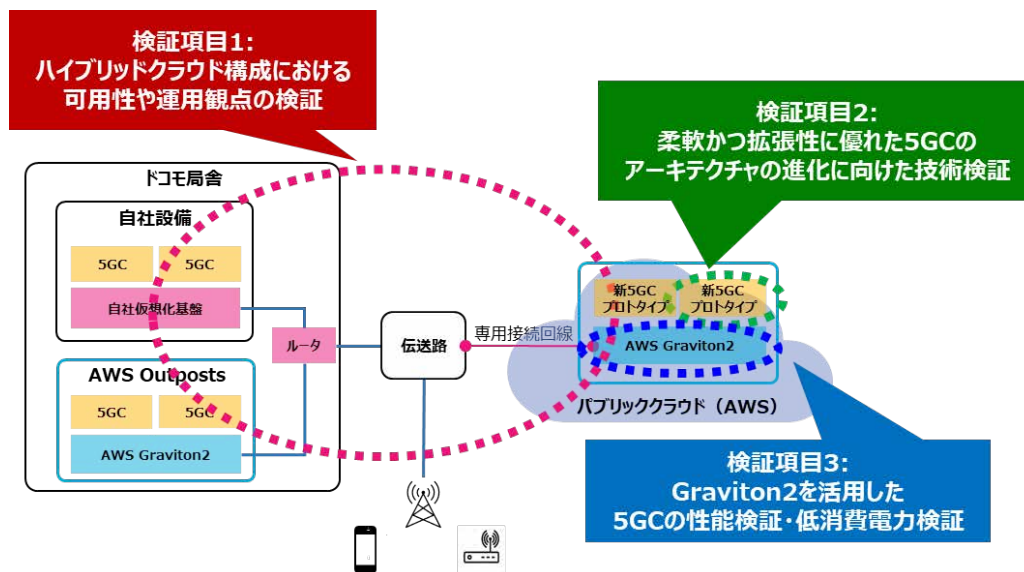 検証項目1:
ハイブリッドクラウド構成における
可用性や運用観点の検証
検証項目2:
柔軟かつ拡張性に優れた5GCの
アーキテクチャの進化に向けた技術検証
ドコモ局舎
自社設備
5GC
5GC
自社仮想化基盤
ルータ
AWS Outposts
5GC
5GC
AWS Graviton2
伝送路
専用接続回線
新5GC
プロトタイプ
新5GC
プロトタイプ
AWS Graviton2
パブリッククラウド（AWS）
検証項目3:
Graviton2を活用した
5GCの性能検証・低消費電力検証